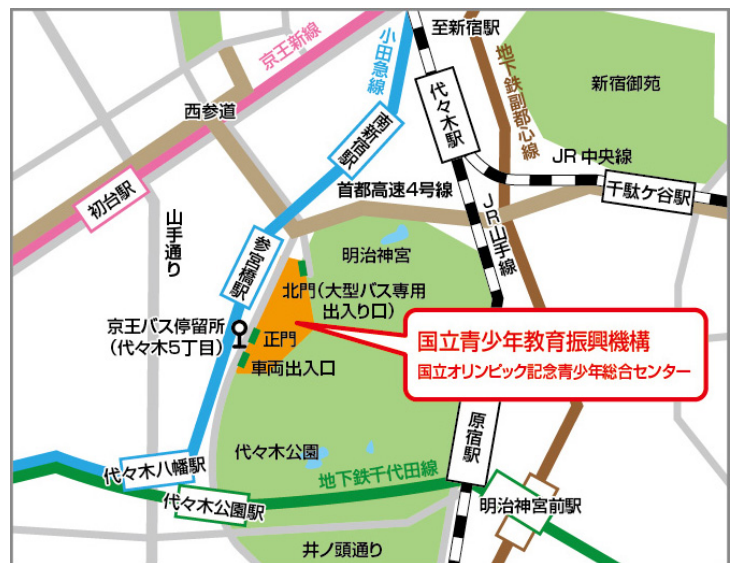 至新宿駅
京王新線
小田急線
地下鉄副都心線
新宿御苑
代々木駅
西参道
南新宿駅
JR中央線
千駄ケ谷駅
首都高速4号線
JR山手線
初台駅
山手通り
参宮橋駅
明治神宮
北門(大型バス専用
出入り口)
京王バス停留所
(代々木5丁目)
正門
車両出入口
国立青少年教育振興機構
国立オリンピック記念青少年総合センター
原宿駅
代々木公園
代々木八幡駅
地下鉄千代田線
代々木公園駅
明治神宮前駅
井ノ頭通り